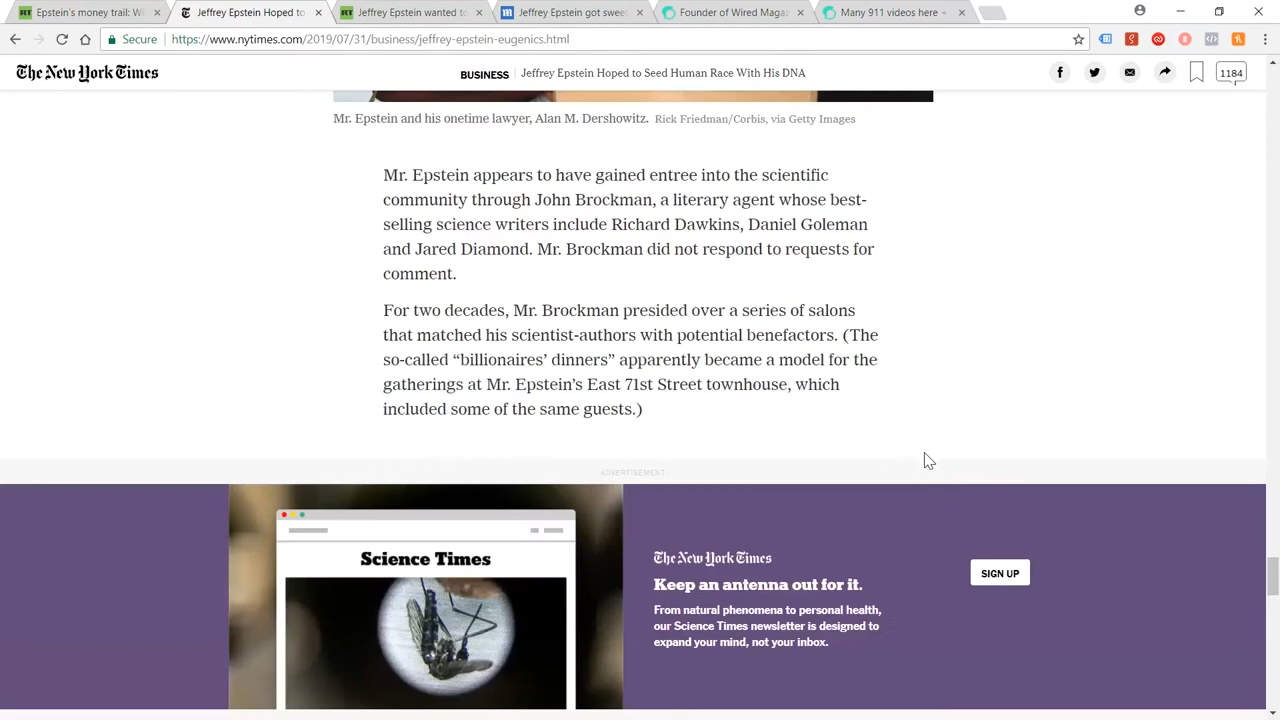 Epstein's money trail: Wi
Jeffrey Epstein Hoped to
Jeffrey Epstein wanted to
Jeffrey Epstein got sweet
Founder of Wired Magaz
Many 911 videos here +
Secure
https://www.nytimes.com/2019/07/31/business/jeffrey-epstein-eugenics.html
The New York Times
BUSINESS
Jeffrey Epstein Hoped to Seed Human Race With His DNA
1184
Mr. Epstein and his onetime lawyer, Alan M. Dershowitz. Rick Friedman/Corbis, via Getty Images
Mr. Epstein appears to have gained entree into the scientific
community through John Brockman, a literary agent whose best-
selling science writers include Richard Dawkins, Daniel Goleman
and Jared Diamond. Mr. Brockman did not respond to requests for
comment.
For two decades, Mr. Brockman presided over a series of salons
that matched his scientist-authors with potential benefactors. (The
so-called “billionaires’ dinners” apparently became a model for the
gatherings at Mr. Epstein’s East 71st Street townhouse, which
included some of the same guests.)
ADVERTISEMENT
Science Times
The New York Times
Keep an antenna out for it.
From natural phenomena to personal health,
our Science Times newsletter is designed to
expand your mind, not your inbox.
SIGN UP